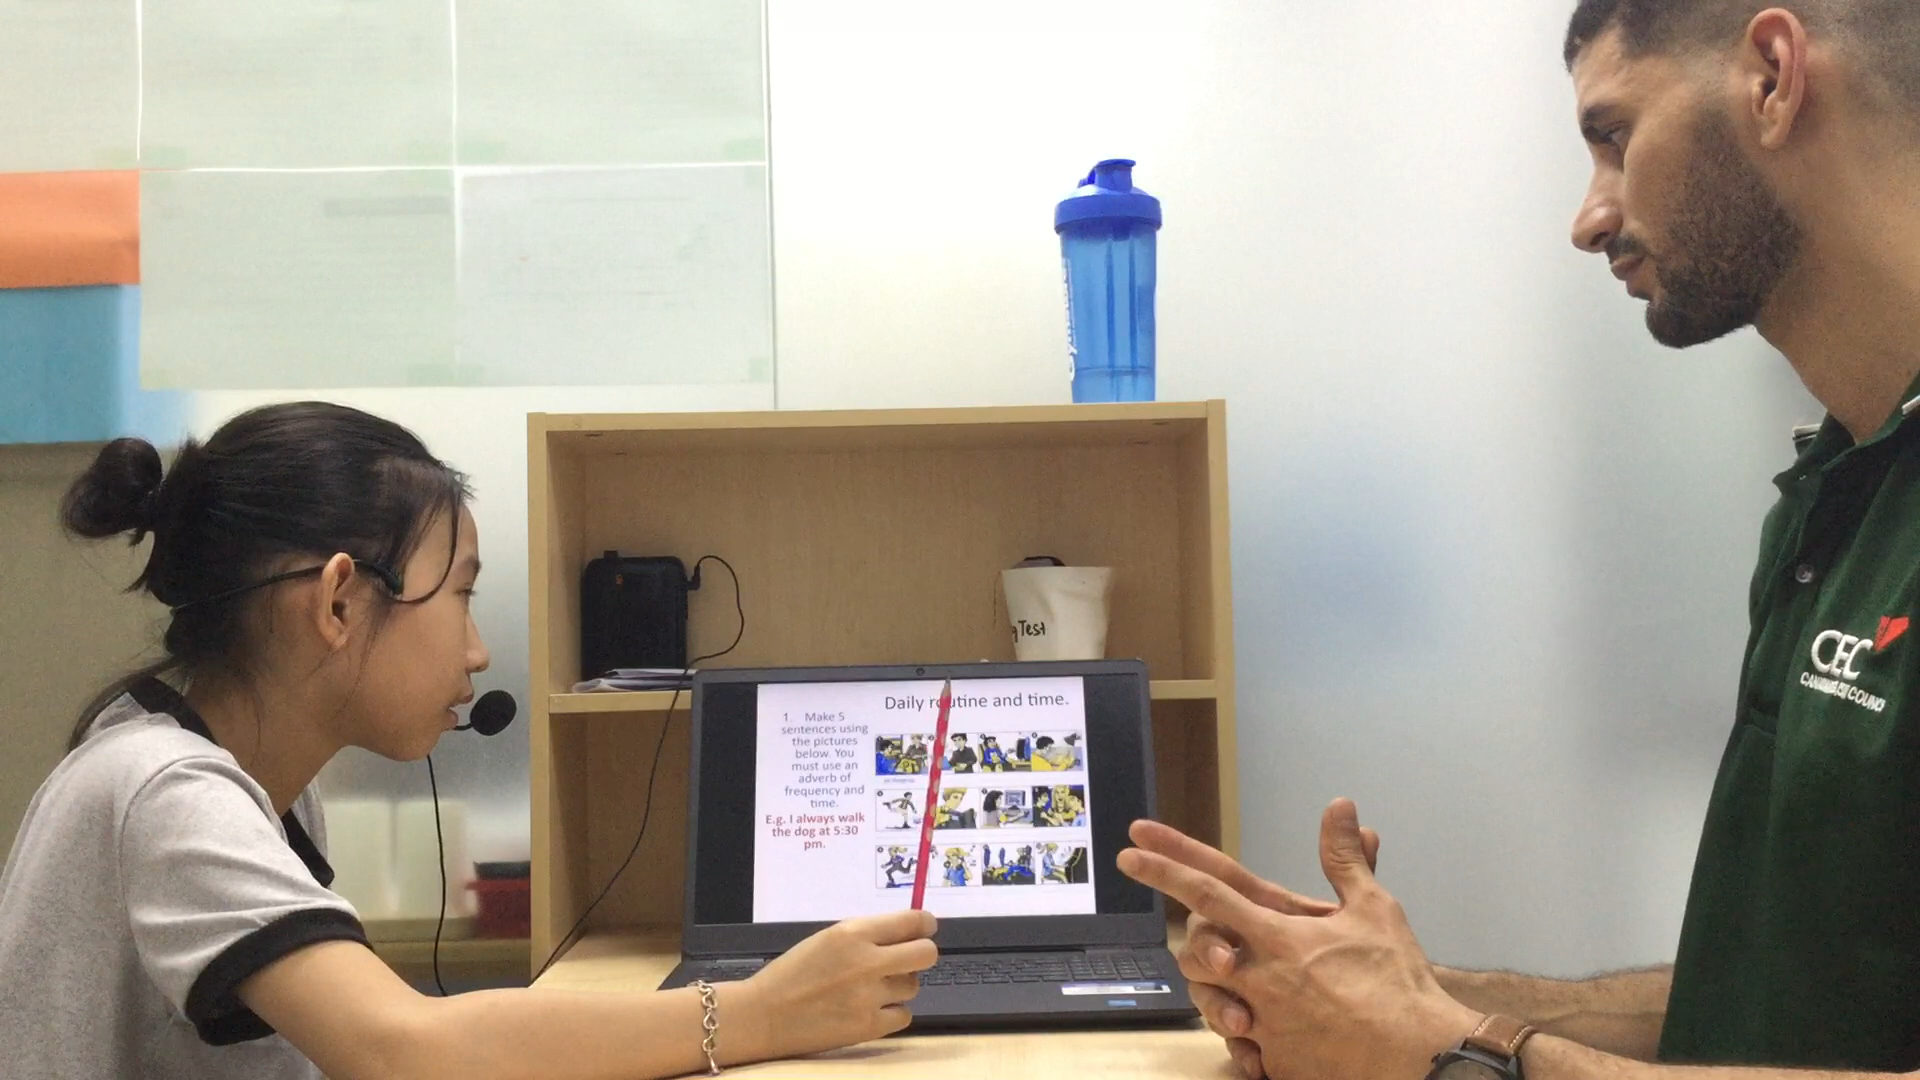 gTest
Daily routine and time.
1. Make 5
sentences using
the pictures
below. You
must use an
adverb of
frequency and
time.
E.g. I always walk
the dog at 5:30
pm.
CEC